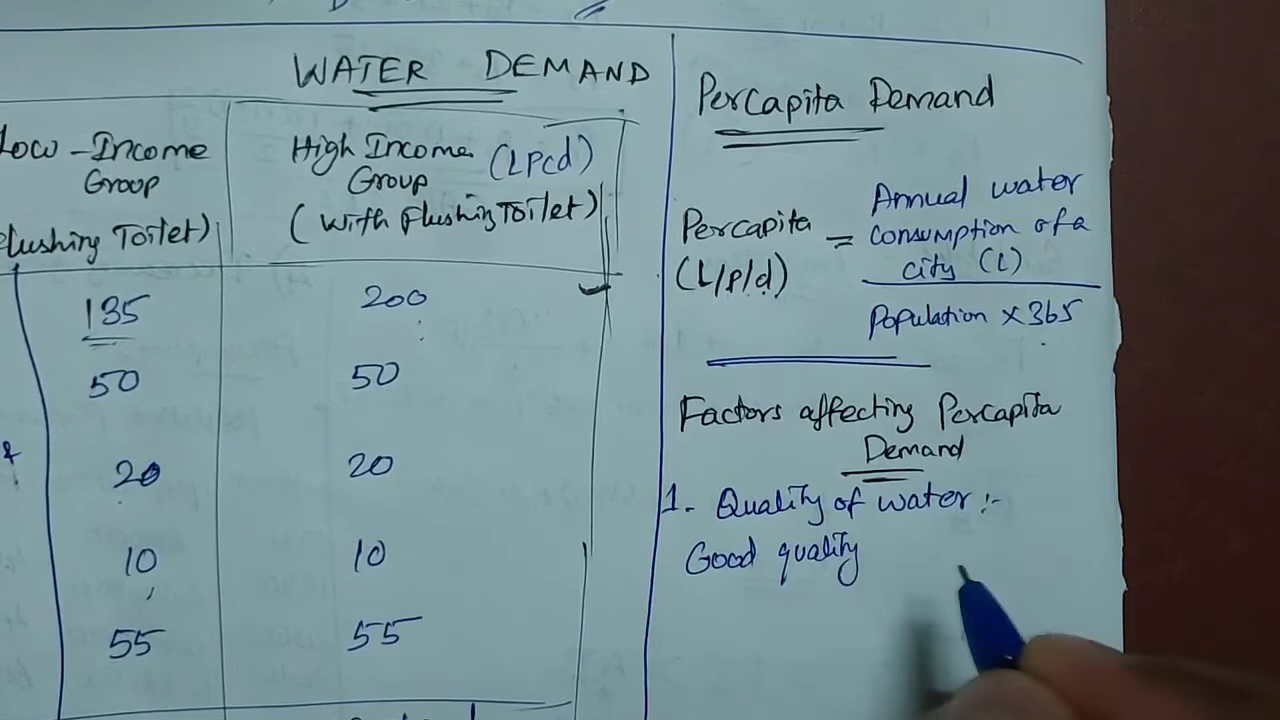 WATER DEMAND
Low-Income
Group
Flushing Toilet)
High Income (LPcd)
Group
(With Flushing Toilet)
135 200
50 50
20 20
10 10
55 55
Percapita Demand
Percapita
(L/P/d)
=
Annual water
consumption of a
city (L)
Population × 365
Factors affecting Percapita
Demand
1. Quality of water :-
Good quality